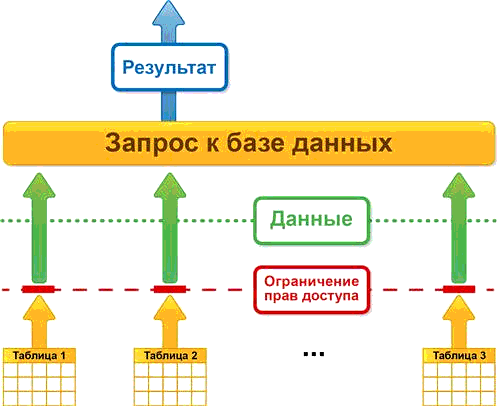 Результат
Запрос к базе данных
Данные
Ограничение
прав доступа
Таблица 1
Таблица 2
...
Таблица 3